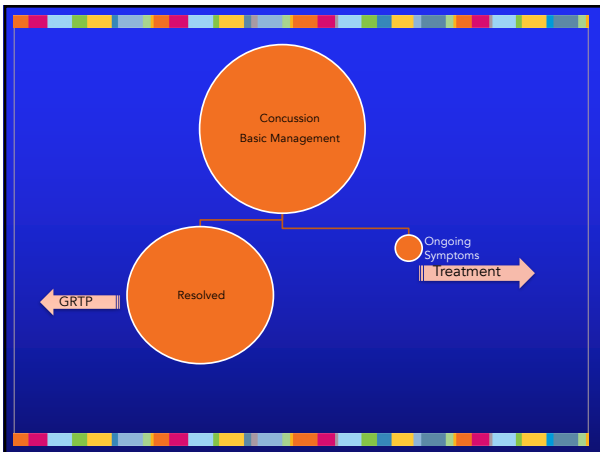 Concussion
Basic Management
Ongoing
Symptoms
Treatment
Resolved
GRTP